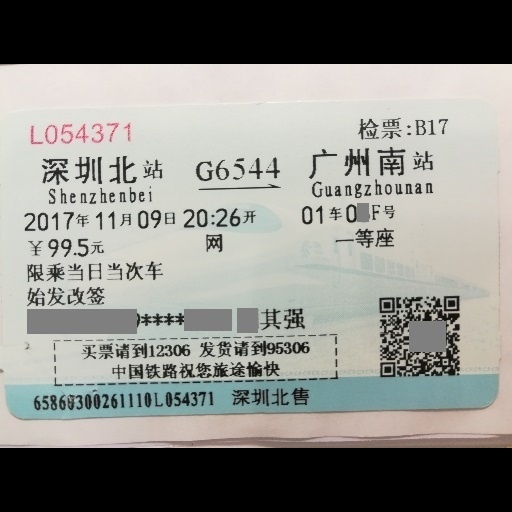 L054371
检票:B17
深圳北站 G6544 广州南站
Shenzhenbei Guangzhounan
2017年11月09日20:26开 01车0F号
￥99.5元 网 一等座
限乘当日当次车
始发改签
****其强
买票请到12306 发货请到95306
中国铁路祝您旅途愉快
65860300261110L054371 深圳北售